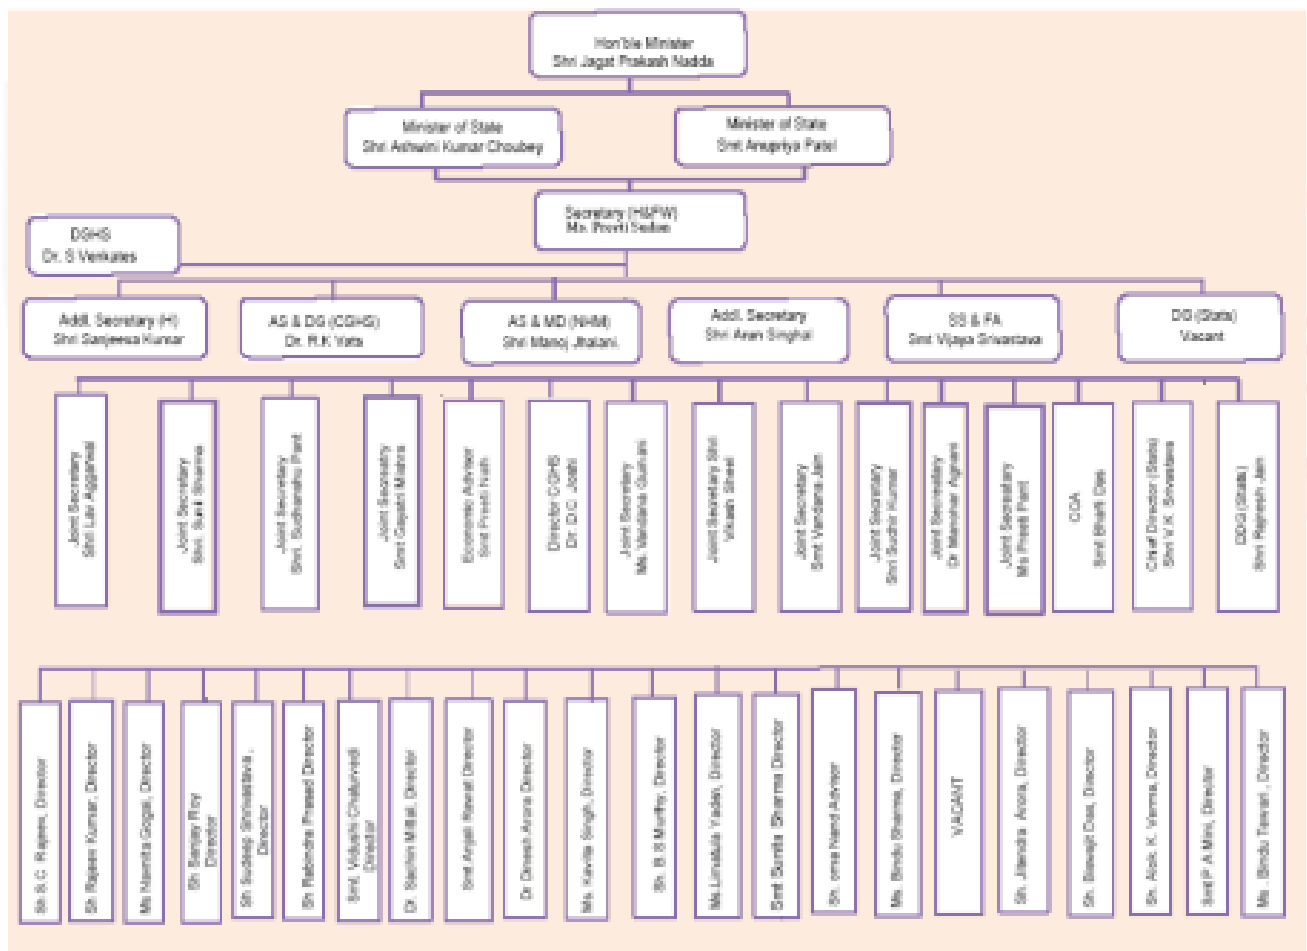 Hon'ble Minister
Shri Jagat Prakash Nadda
Minister of State
Shri Ashwini Kumar Choubey
Minister of State
Smt Anupriya Patel
Secretary (H&FW)
Ms. Preeti Sudan
DGHS
Dr. S Venkates
Addl. Secretary (H)
Shri Sanjeeva Kumar
AS & DG (CGHS)
Dr. R.K Vats
AS & MD (NHM)
Shri Manoj Jhalani.
Addl. Secretary
Shri Arun Singhal
SS & FA
Smt Vijaya Srivastava
DG (Stats)
Vacant
Joint Secretary
Shri Lav Aggarwal
Joint Secretary
Shri. Sunil Sharma
Joint Secretary
Shri. Sudhanshu Pant
Joint Secreatry
Smt Gayatri Mishra
Economic Advisor
Smt Preeti Nath
Director CGHS
Dr. D.C. Joshi
Joint Secretary
Ms. Vandana Gurnani
Joint Secretary Shri
Vikash Sheel
Joint Secretary
Smt Vandana Jain
Joint Secretary
Shri Sudhir Kumar
Joint Secreatary
Dr Manohar Agnani
Joint Secreatary
Ms Preeti Pant
CCA
Smt Bharti Das
Chief Director (Stats)
Shri V.K. Srivastava
DDG (Stats)
Shri Rajnesh Jain
Sh S.C. Rajeev, Director
Sh Rajeev Kumar, Director
Ms Navnita Gogoi, Director
Sh Sanjay Roy
Director
Sh Sudeep Shrivastava ,
Director
Sh Rabindra Prasad Director
Smt. Vidushi Chaturvedi
Director
Dr. Sachin Mittal, Director
Smt Anjali Rawat Director
Dr Dinesh Arora Director
Ms. Kavita Singh, Director
Sh. B.S Murthy, Director
Ms. Yaden, Director
Smt Sunita Sharma Director
Sh. oma Nand Advisor
Ms. Bindu Sharma, Director
VACANT
Sh. Jitendra Arora, Director
Sh. Biswajit Das, Director
Sh. Alok K. Verma, Director
Smt P A Mini, Director
Ms . Bindu Tewari , Director